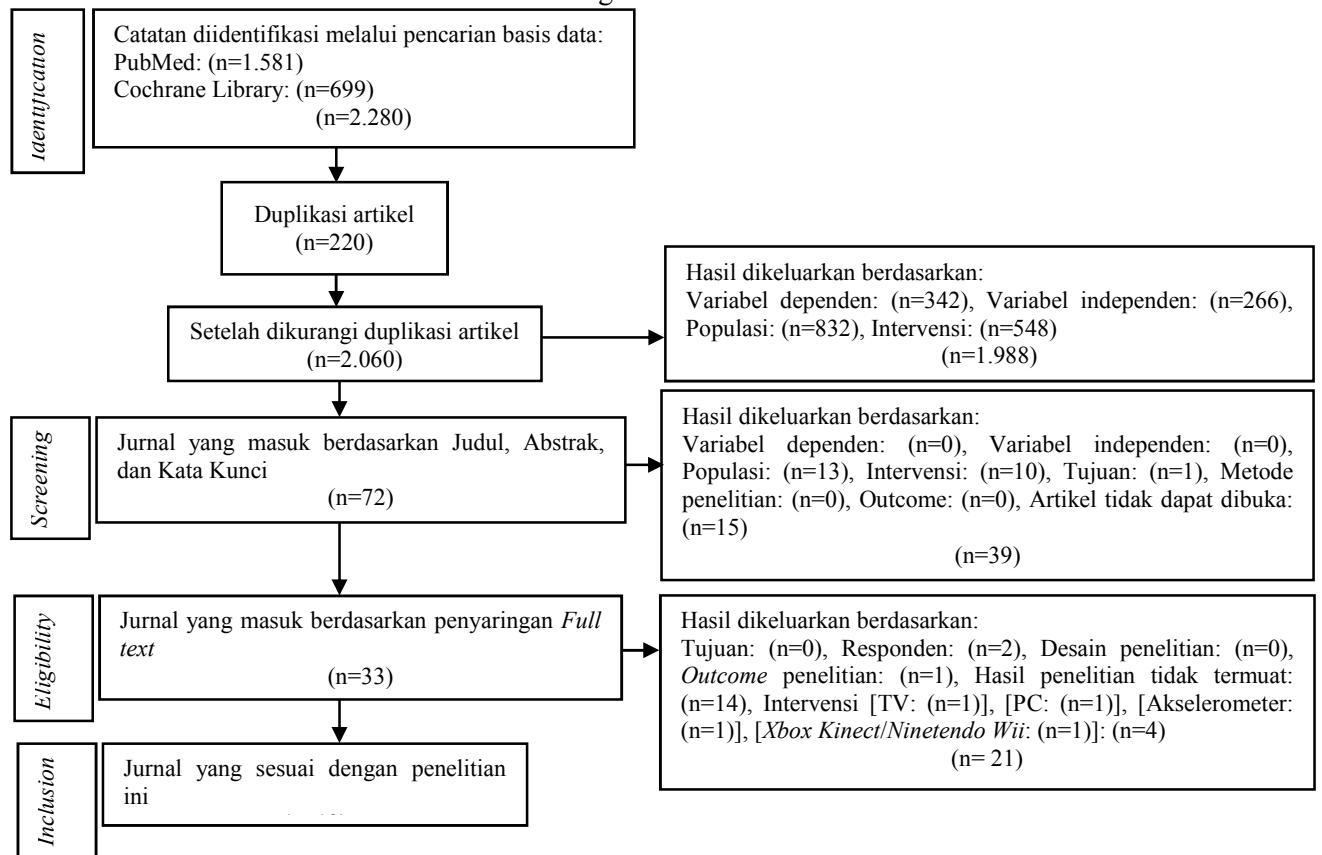 Identification
Catatan diidentifikasi melalui pencarian basis data:
PubMed: (n=1.581)
Cochrane Library: (n=699)
(n=2.280)
Duplikasi artikel
(n=220)
Setelah dikurangi duplikasi artikel
(n=2.060)
Hasil dikeluarkan berdasarkan:
Variabel dependen: (n=342), Variabel independen: (n=266),
Populasi: (n=832), Intervensi: (n=548)
(n=1.988)
Screening
Jurnal yang masuk berdasarkan Judul, Abstrak,
dan Kata Kunci
(n=72)
Hasil dikeluarkan berdasarkan:
Variabel dependen: (n=0), Variabel independen: (n=0),
Populasi: (n=13), Intervensi: (n=10), Tujuan: (n=1), Metode
penelitian: (n=0), Outcome: (n=0), Artikel tidak dapat dibuka:
(n=15)
(n=39)
Eligibility
Jurnal yang masuk berdasarkan penyaringan Full
text
(n=33)
Hasil dikeluarkan berdasarkan:
Tujuan: (n=0), Responden: (n=2), Desain penelitian: (n=0),
Outcome penelitian: (n=1), Hasil penelitian tidak termuat:
(n=14), Intervensi [TV: (n=1)], [PC: (n=1)], [Akselerometer:
(n=1)], [Xbox Kinect/Ninetendo Wii: (n=1)]: (n=4)
(n= 21)
Inclusion
Jurnal yang sesuai dengan penelitian
ini